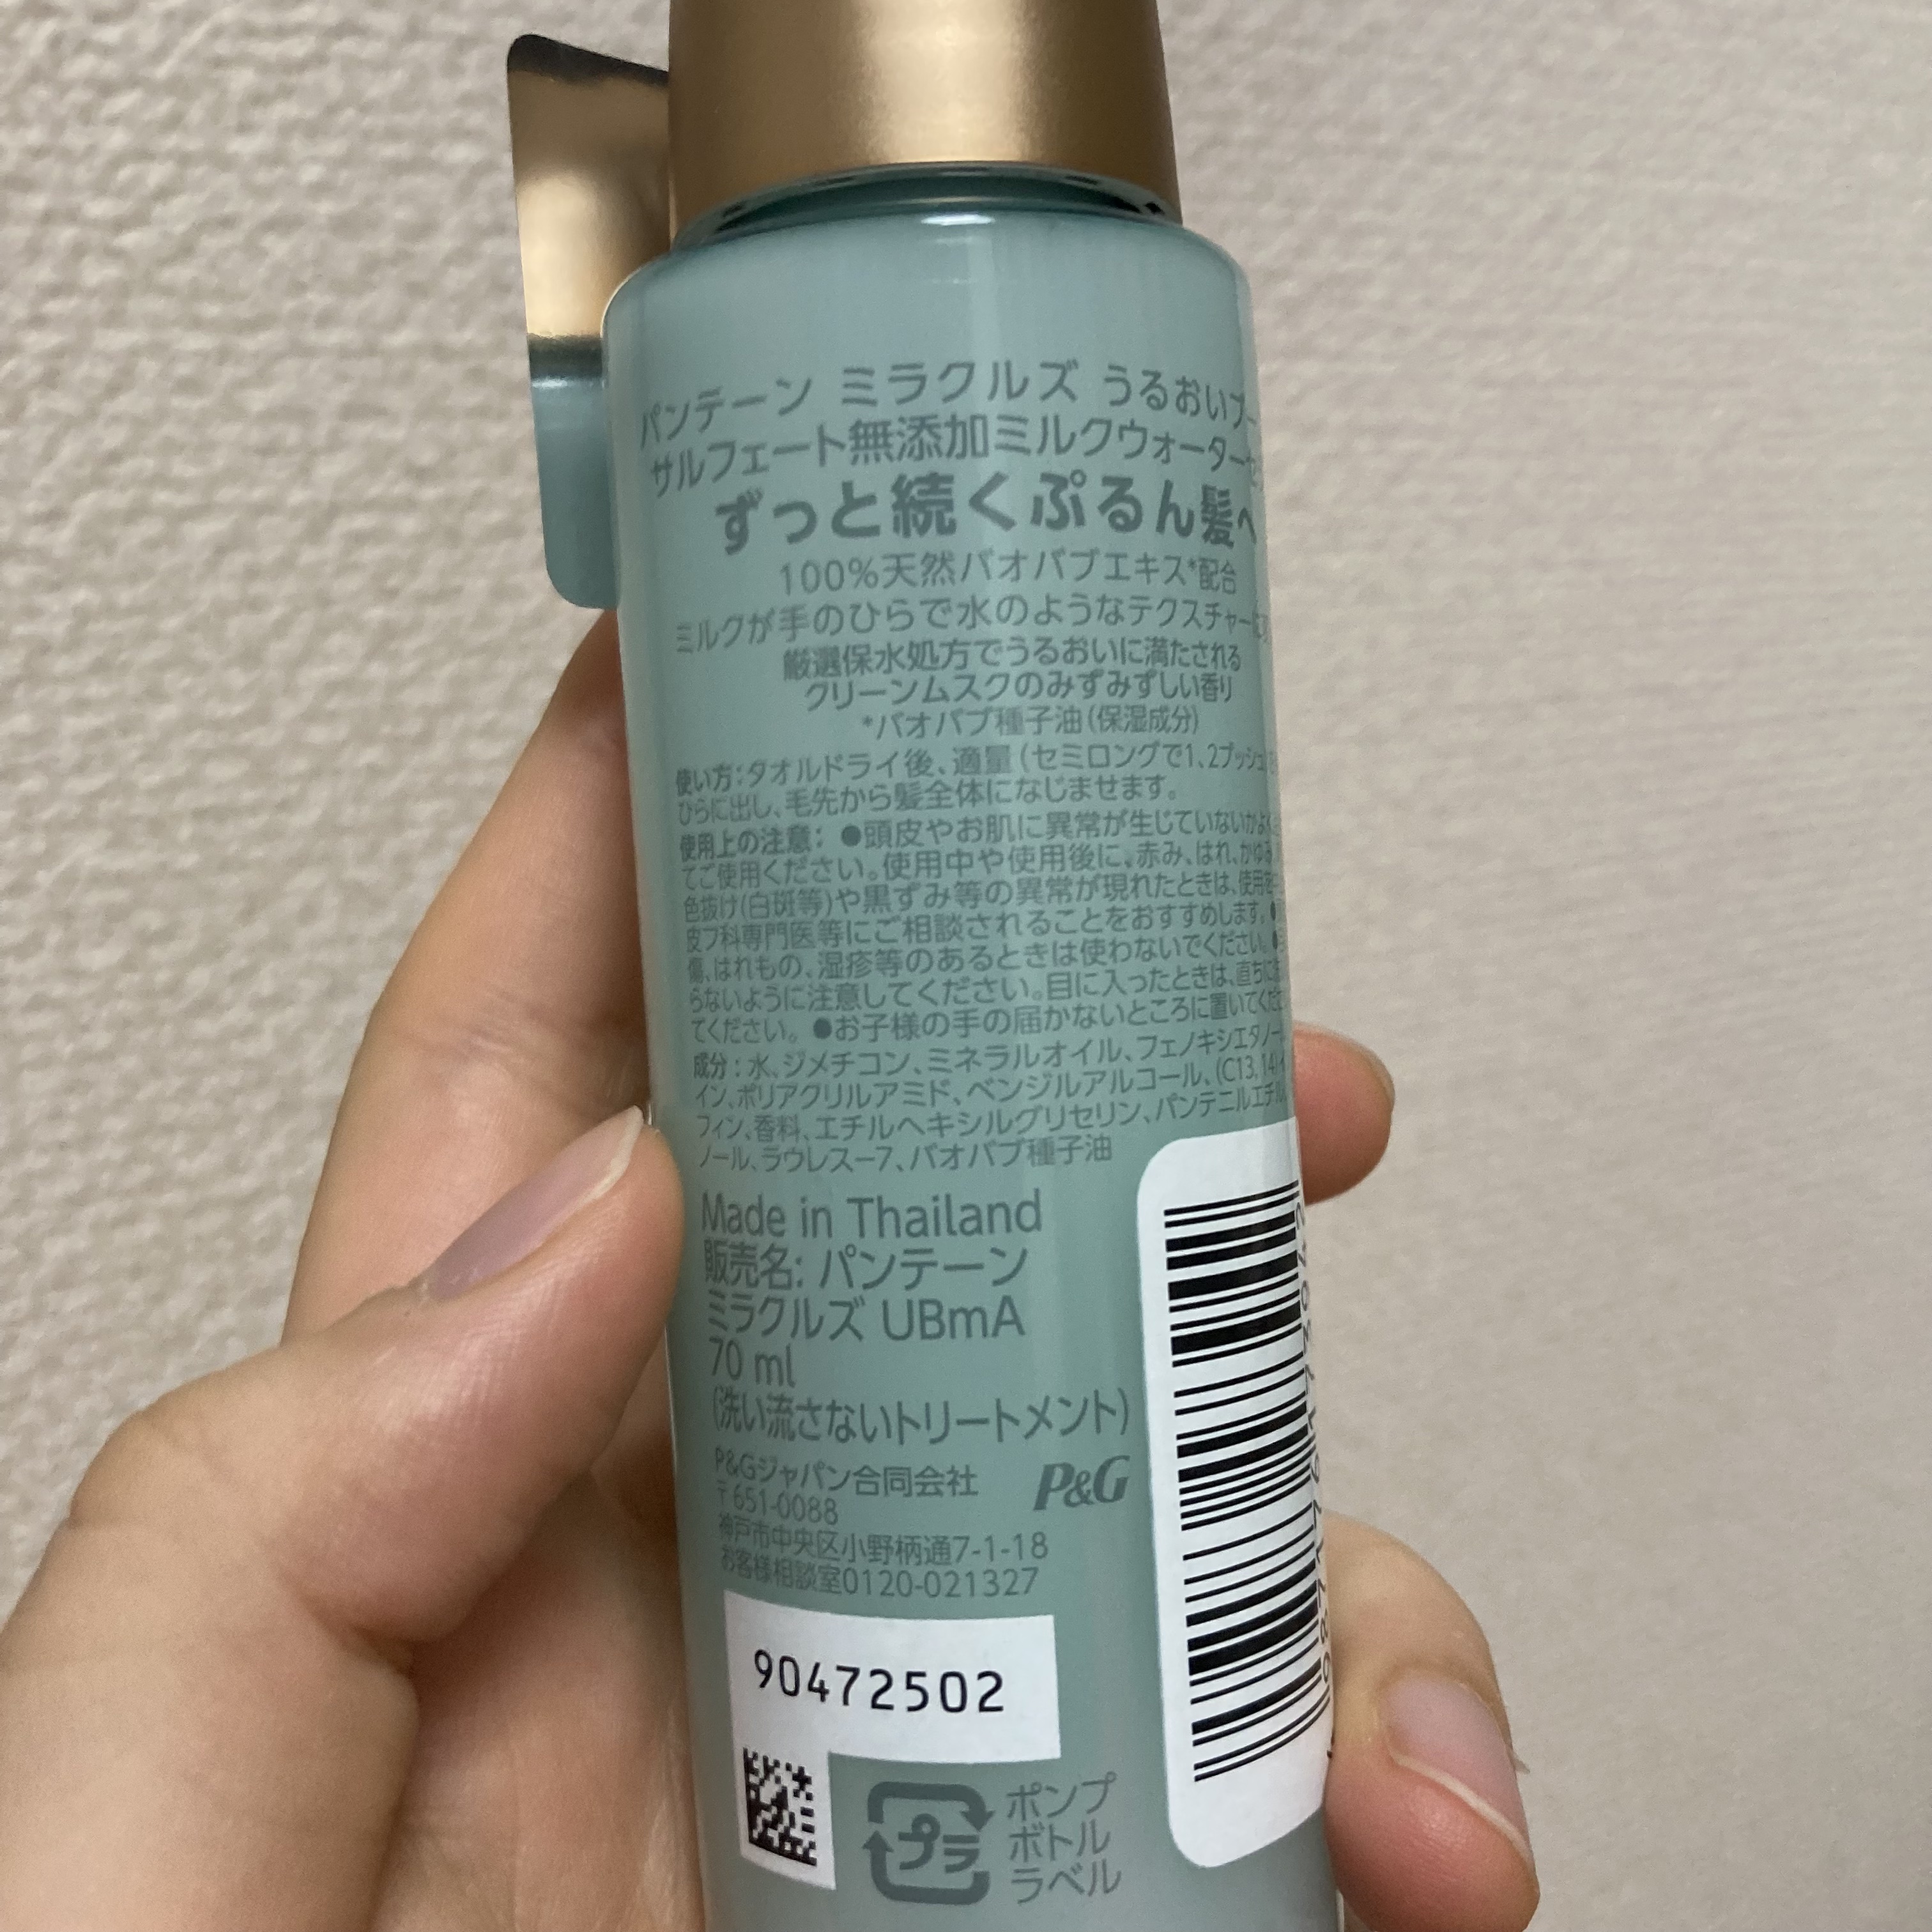 パンテーン ミラクルズ うるおいブー
サルフェート無添加ミルクウォーターセ
ずっと続くぷるん髪へ
100%天然バオバブエキス*配合
ミルクが手のひらで水のようなテクスチャーに
厳選保水処方でうるおいに満たされる
グリーンムスクのみずみずしい香り
*バオバブ種子油(保湿成分)
使い方:タオルドライ後、適量(セミロングで1、2プッシュ)
ひらに出し、毛先から髪全体になじませます。
使用上の注意: ●頭皮やお肌に異常が生じていないかよく
てご使用ください。使用中や使用後に、赤み、はれ、かゆみ
色抜け(白斑等)や黒ずみ等の異常が現れたときは、使用を
皮フ科専門医等にご相談されることをおすすめします。●
傷、はれもの、湿疹等のあるときは使わないでください。●
らないように注意してください。目に入ったときは、直ちに
てください。 ●お子様の手の届かないところに置いてくだ
成分:水、ジメチコン、ミネラルオイル、フェノキシエタノー
イン、ポリアクリルアミド、ベンジルアルコール、(C13,14)
フィン、香料、エチルヘキシルグリセリン、パンテニルエチル
ノール、ラウレス-7、バオバブ種子油
Made in Thailand
販売名: パンテーン
ミラクルズ UBmA
70 ml
(洗い流さないトリートメント)
P&Gジャパン合同会社
P&G
〒651-0088
神戸市中央区小野柄通7-1-18
お客様相談室0120-021327
90472502
プラ
ポンプ
ボトル
ラベル